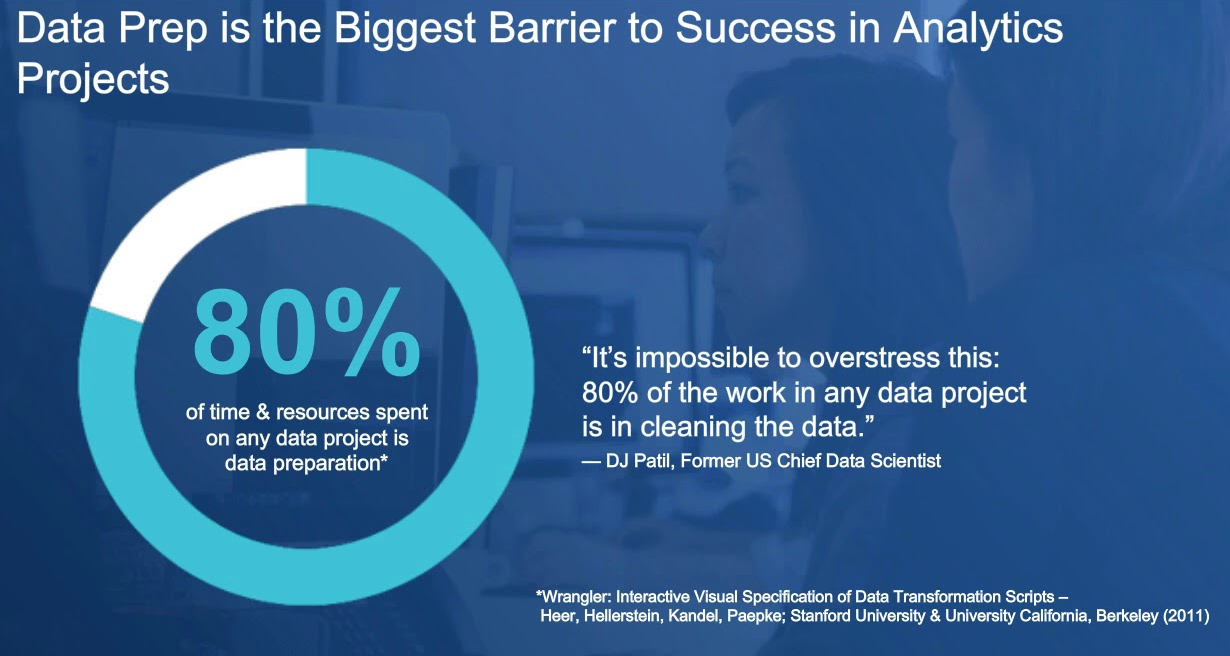 Data Prep is the Biggest Barrier to Success in Analytics
Projects
80%
of time & resources spent
on any data project is
data preparation*
“It’s impossible to overstress this:
80% of the work in any data project
is in cleaning the data.”
— DJ Patil, Former US Chief Data Scientist
*Wrangler: Interactive Visual Specification of Data Transformation Scripts –
Heer, Hellerstein, Kandel, Paepke; Stanford University & University California, Berkeley (2011)